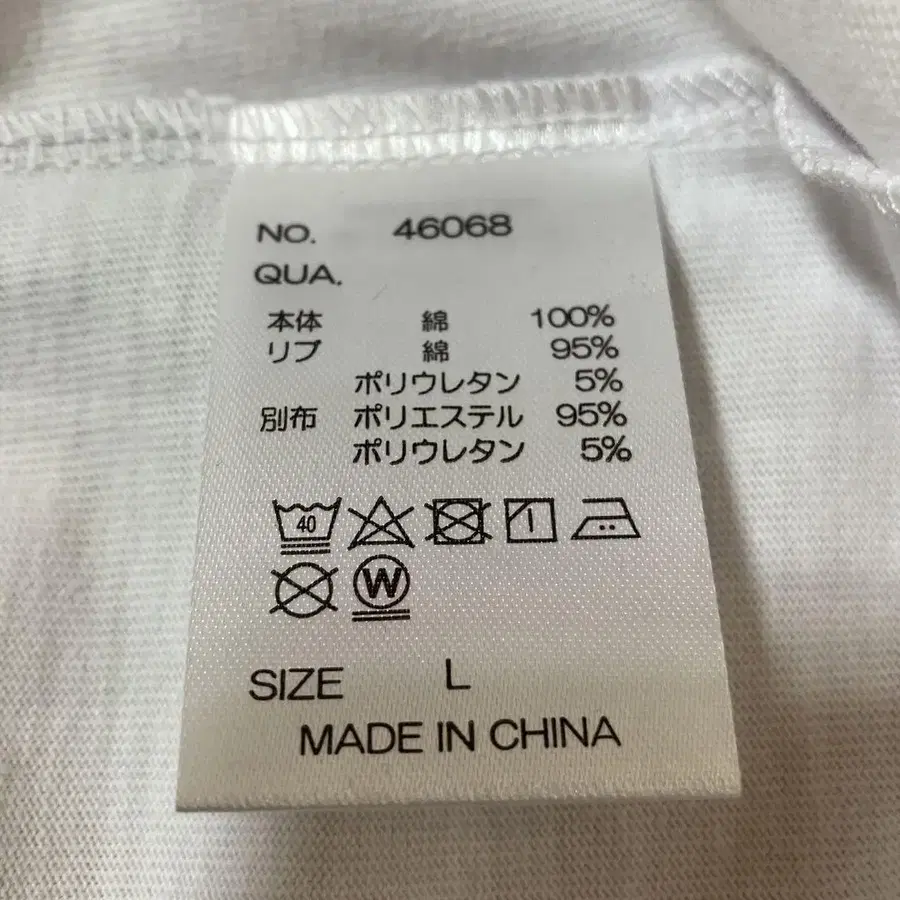 NO. 46068
QUA.
本体 綿 100%
リブ 綿 95%
ポリウレタン 5%
別布 ポリエステル 95%
ポリウレタン 5%
40
W
SIZE L
MADE IN CHINA